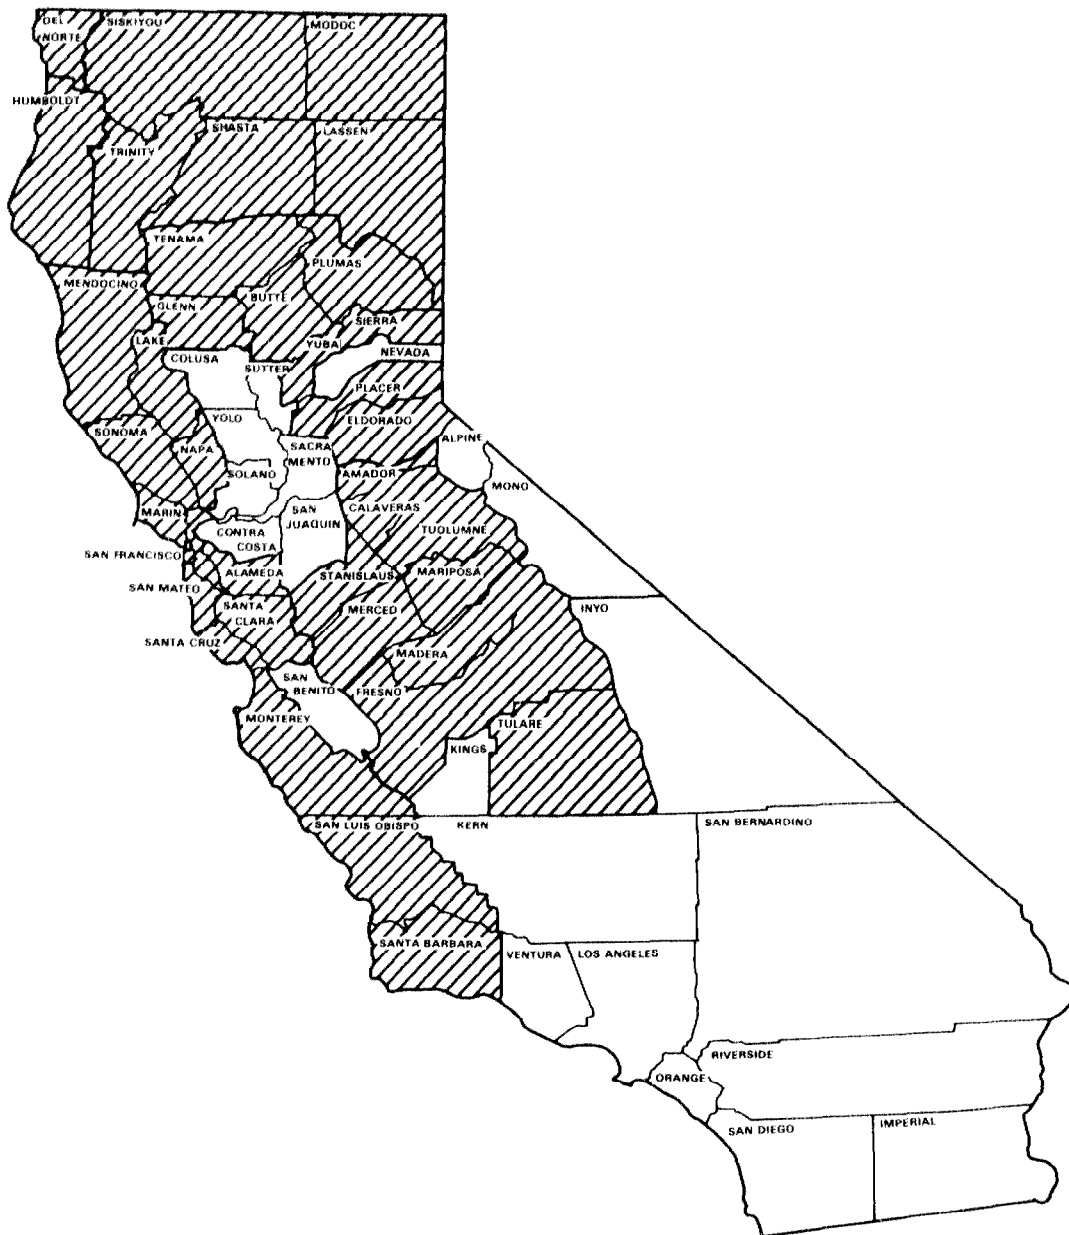 DEL
NORTE
SISKIYOU
MODOC
HUMBOLDT
TRINITY
SHASTA
LASSEN
TENAMA
PLUMAS
MENDOCINO
GLENN
BUTTE
SIERRA
LAKE
YUBA
NEVADA
COLUSA
SUTTER
PLACER
YOLO
ELDORADO
SONOMA
NAPA
SACRA
MENTO
ALPINE
SOLANO
AMADOR
MONO
MARIN
SAN
JUAQUIN
CALAVERAS
CONTRA
COSTA
TUOLUMNE
SAN FRANCISCO
ALAMEDA
STANISLAUS
MARIPOSA
SAN MATEO
SANTA
CLARA
MERCED
INYO
SANTA CRUZ
MADERA
SAN
BENITO
FRESNO
MONTEREY
TULARE
KINGS
SAN LUIS OBISPO
KERN
SAN BERNARDINO
SANTA BARBARA
VENTURA
LOS ANGELES
RIVERSIDE
ORANGE
SAN DIEGO
IMPERIAL